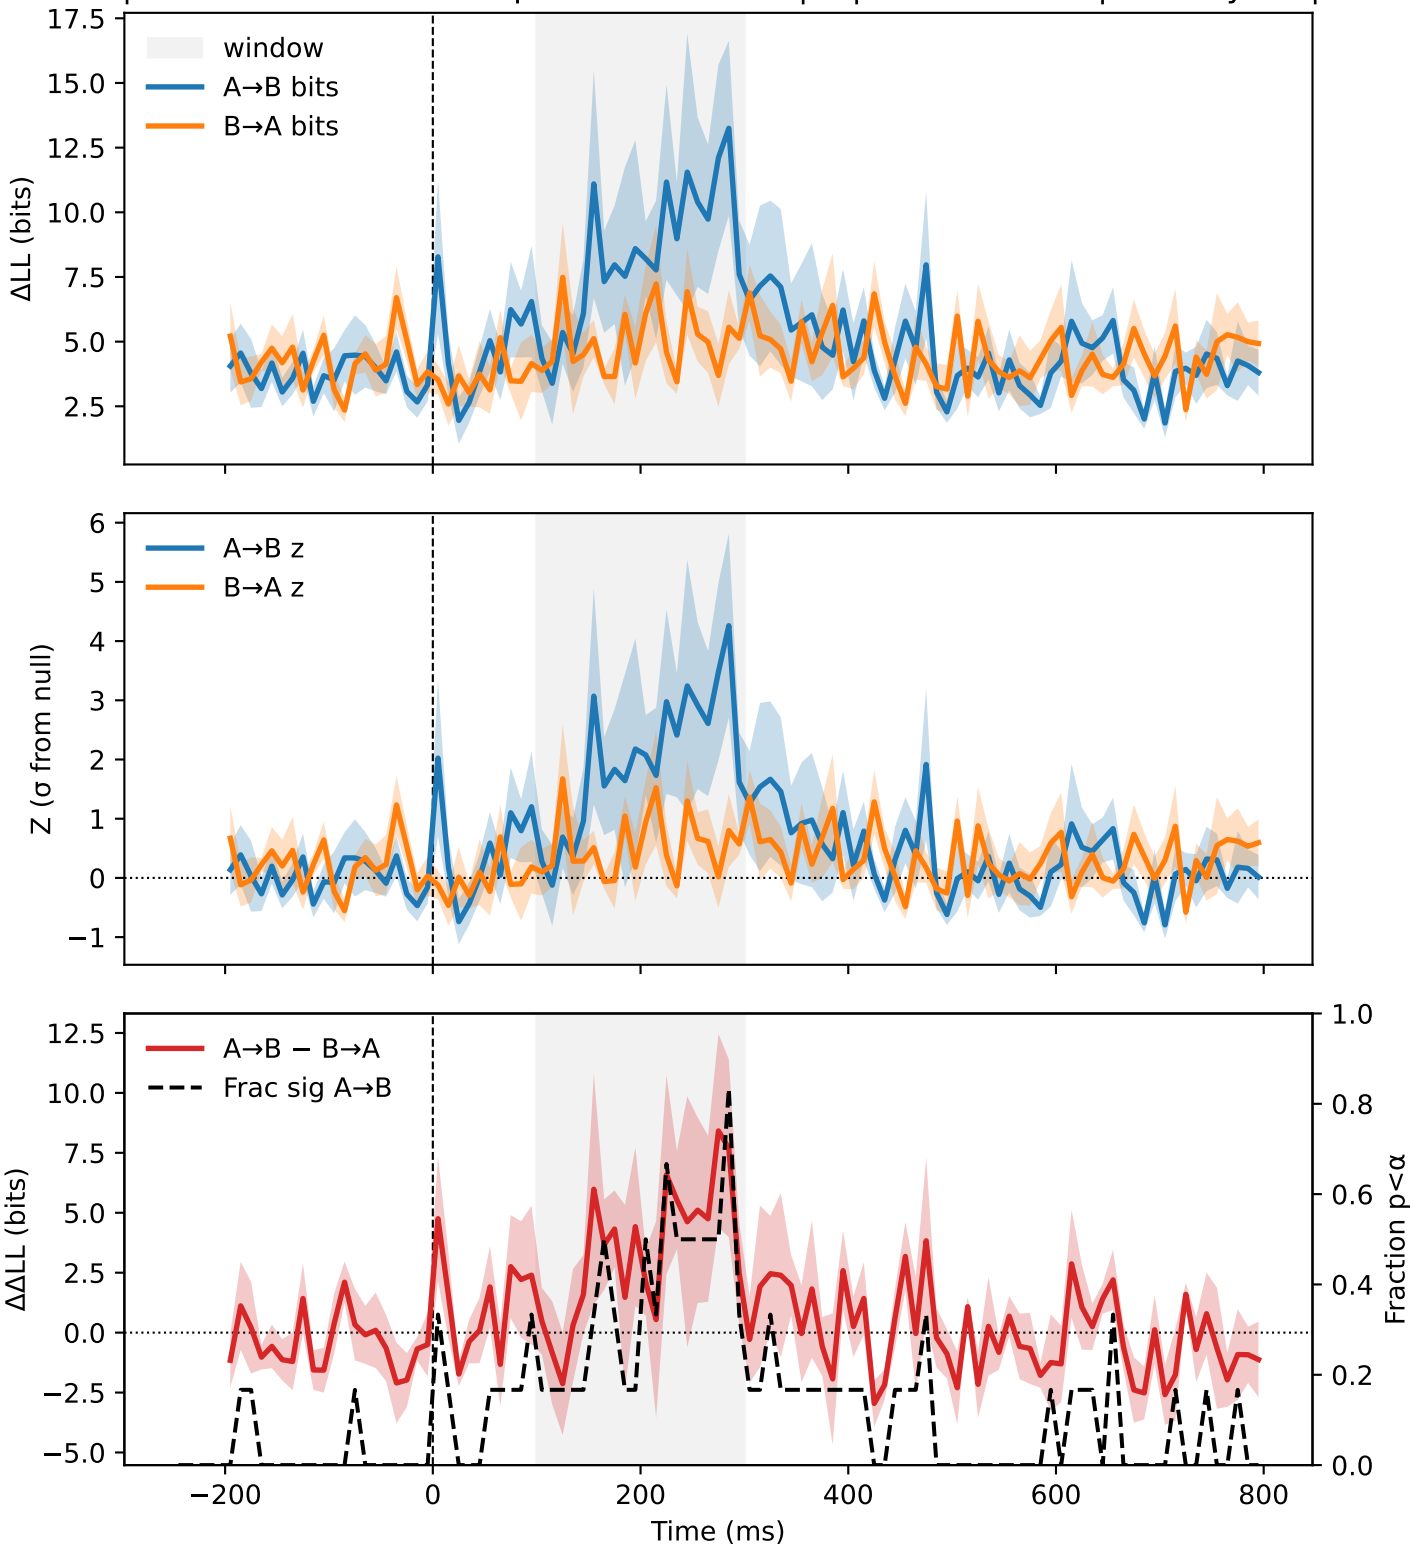 17.5
15.0
12.5
10.0
7.5
5.0
2.5
ΔLL (bits)
window
A→B bits
B→A bits
6
5
4
3
2
1
0
−1
Z (σ from null)
A→B z
B→A z
12.5
10.0
7.5
5.0
2.5
0.0
−2.5
−5.0
ΔΔLL (bits)
A→B − B→A
Frac sig A→B
1.0
0.8
0.6
0.4
0.2
0.0
Fraction p<α
−200 0 200 400 600 800
Time (ms)